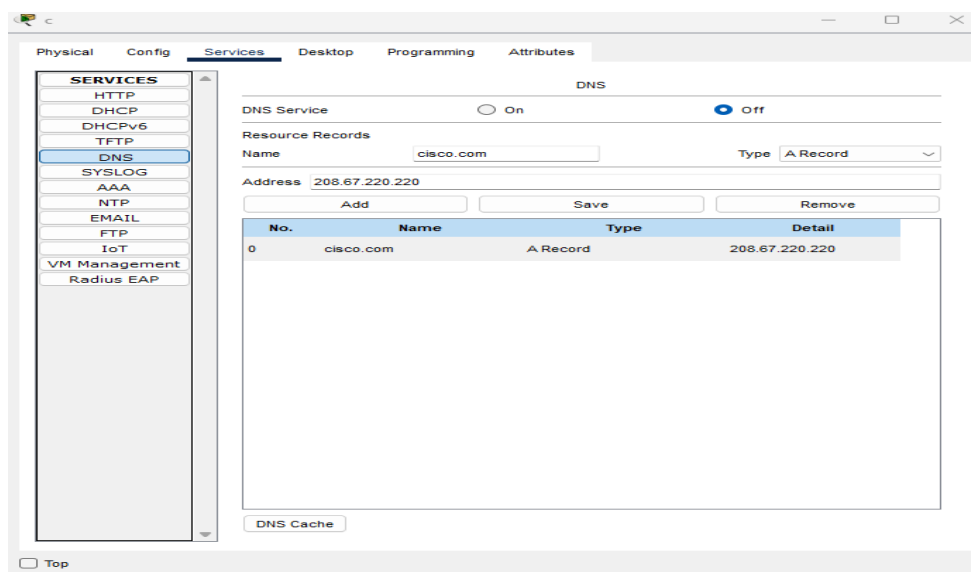 c
Physical Config Services Desktop Programming Attributes
SERVICES
HTTP
DHCP
DHCPv6
TFTP
DNS
SYSLOG
AAA
NTP
EMAIL
FTP
IoT
VM Management
Radius EAP
DNS
DNS Service On Off
Resource Records
Name cisco.com Type A Record
Address 208.67.220.220
Add Save Remove
No. Name Type Detail
0 cisco.com A Record 208.67.220.220
DNS Cache
Top